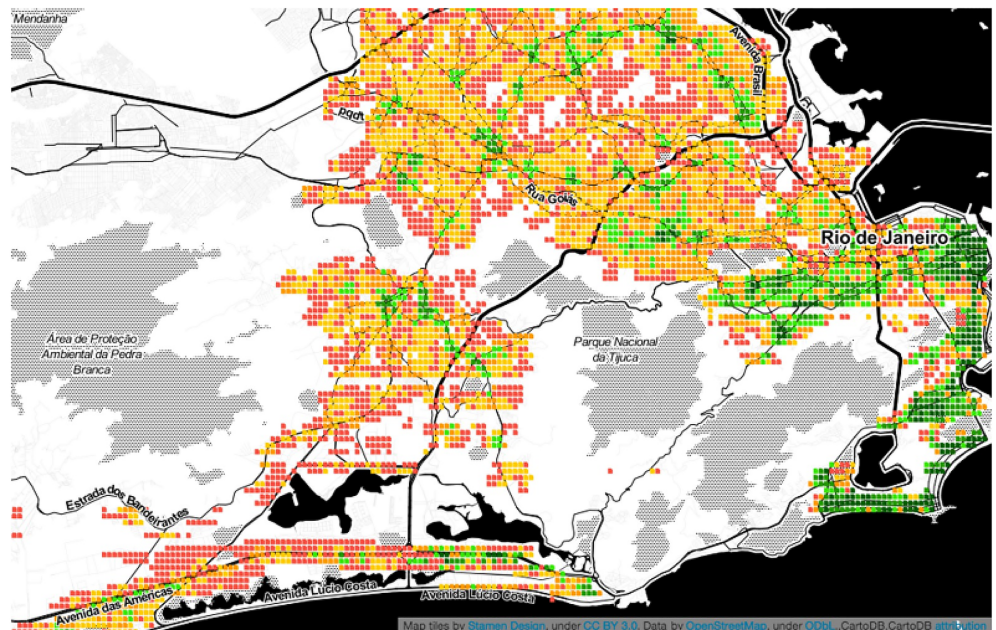 Mendanha
Avenida Brasil
pqdt
Rua Goiás
Rio de Janeiro
Área de Proteção
Ambiental da Pedra
Branca
Parque Nacional
da Tijuca
Estrada dos Bandeirantes
Avenida das Américas
Avenida Lúcio Costa
Avenida Lúcio Costa
Map tiles by Stamen Design, under CC BY 3.0. Data by OpenStreetMap, under ODbL.,CartoDB,CartoDB attribution